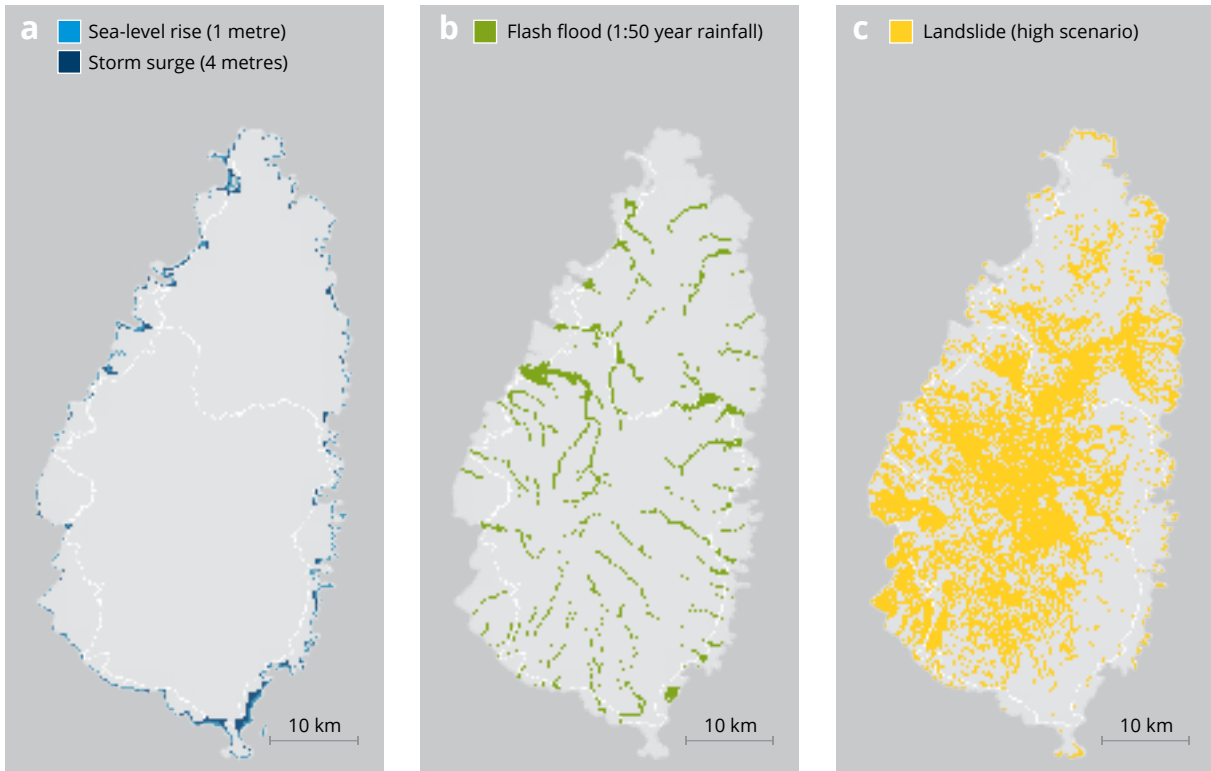 a
Sea-level rise (1 metre)
Storm surge (4 metres)
10 km
b
Flash flood (1:50 year rainfall)
10 km
c
Landslide (high scenario)
10 km